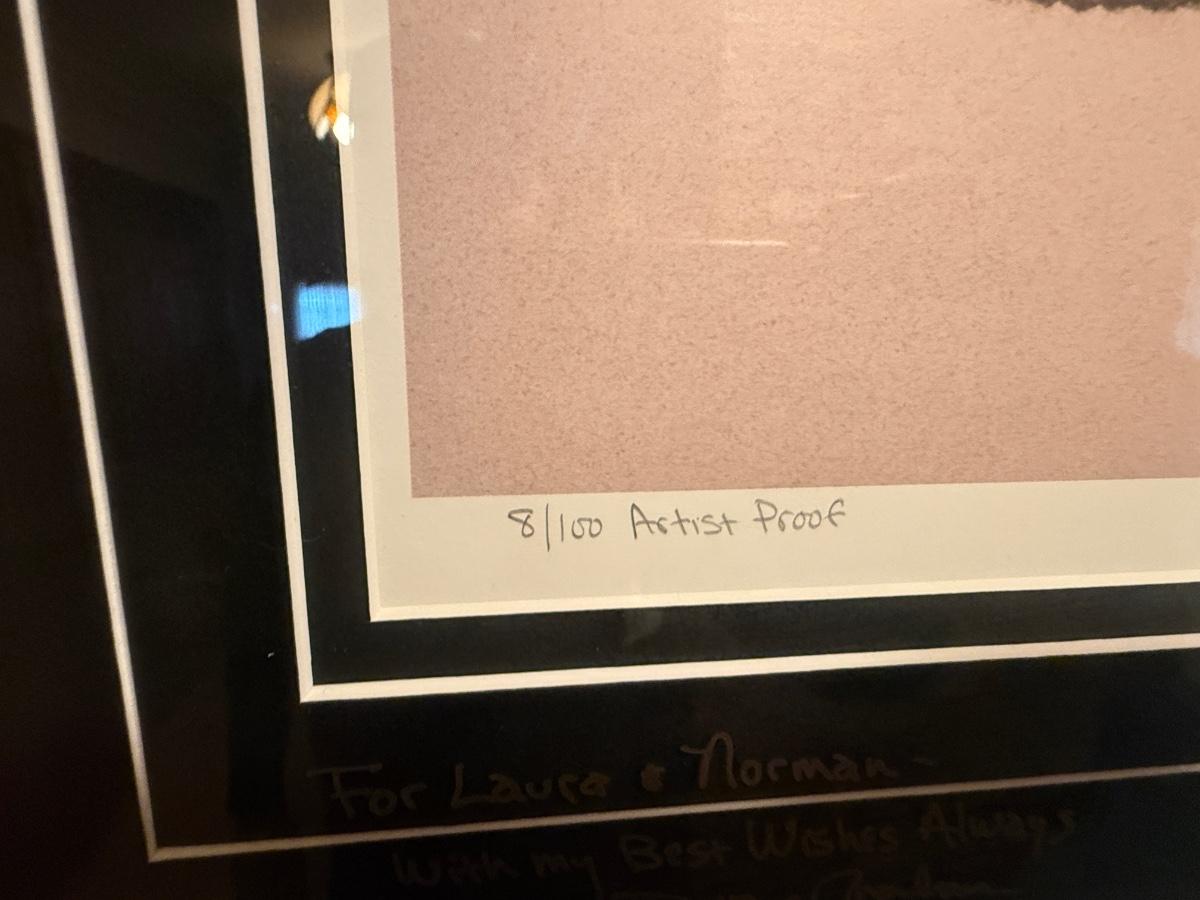 8/100 Artist Proof
For Laura & Norman -
With my Best Wishes Always